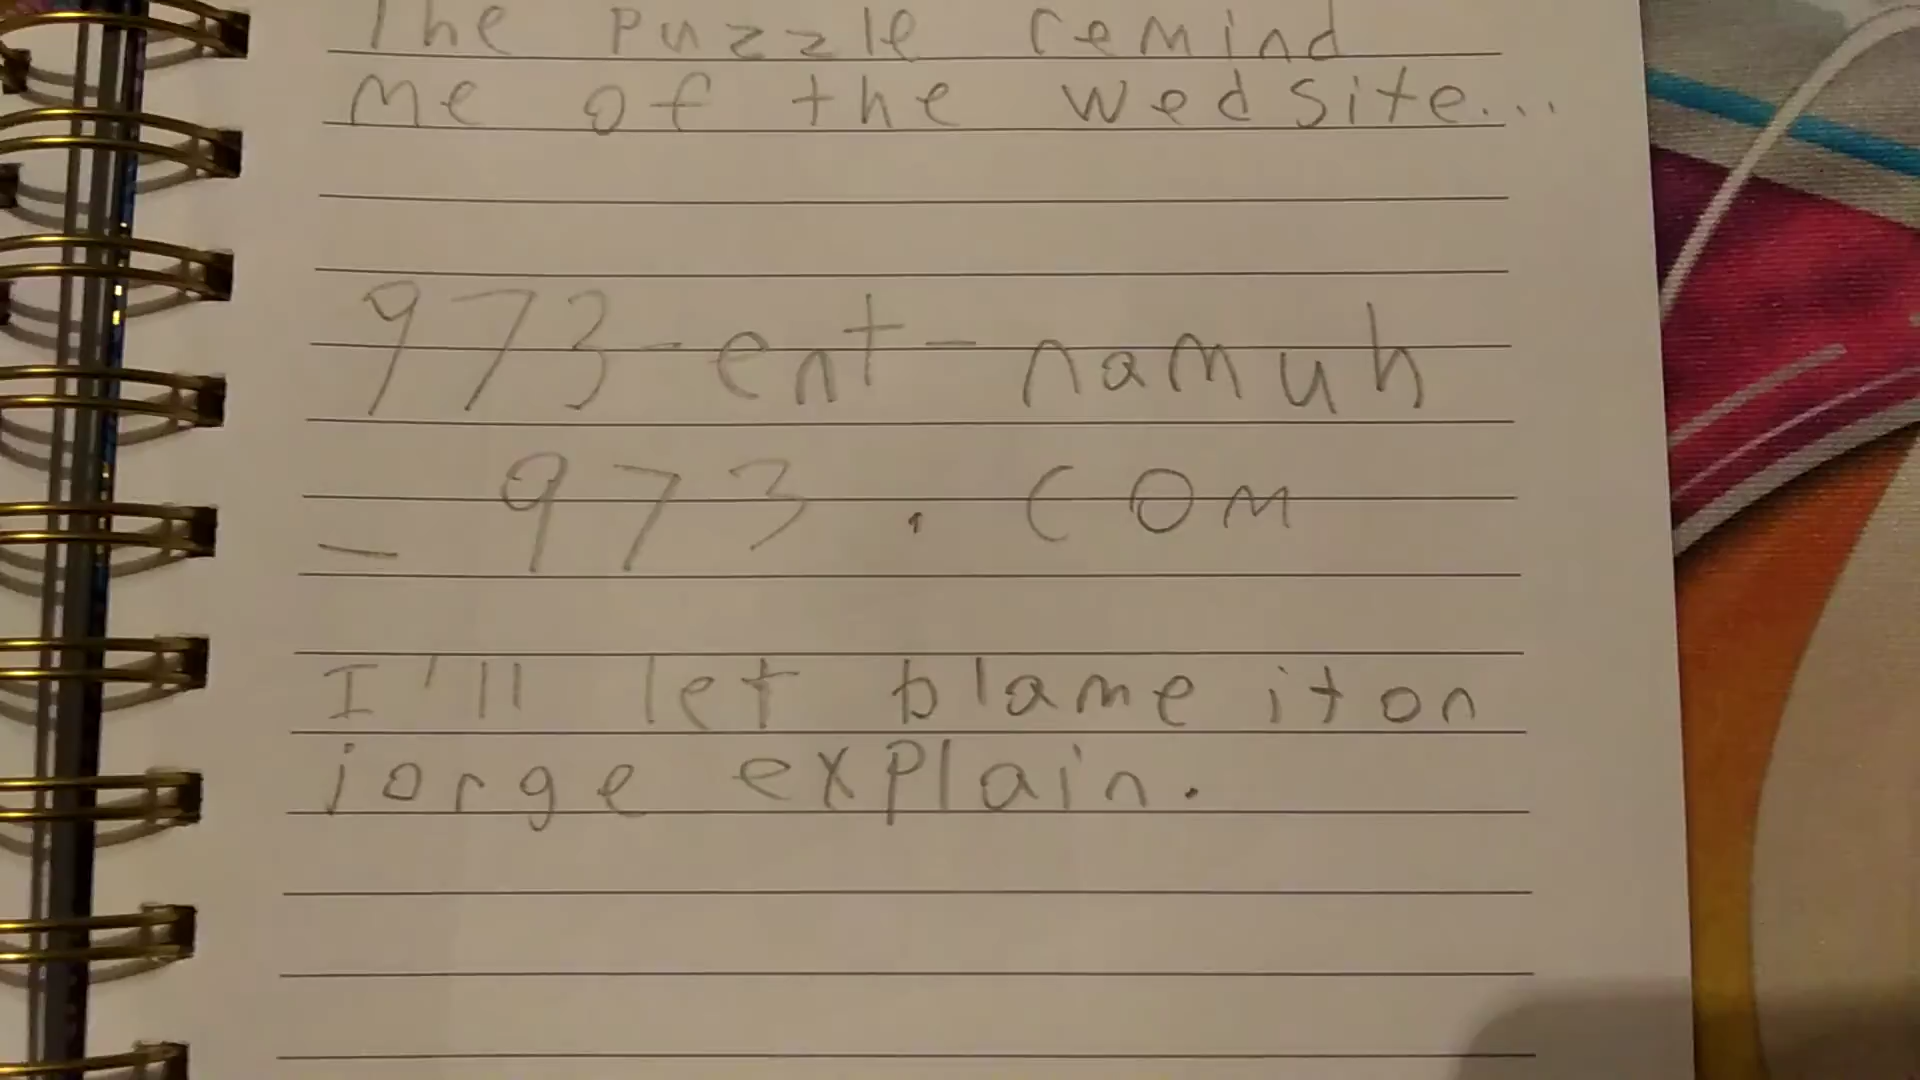 The puzzle remind
me of the wedsite...
973-ent-namuh
- 973.com
I'll let blame it on
jorge explain.